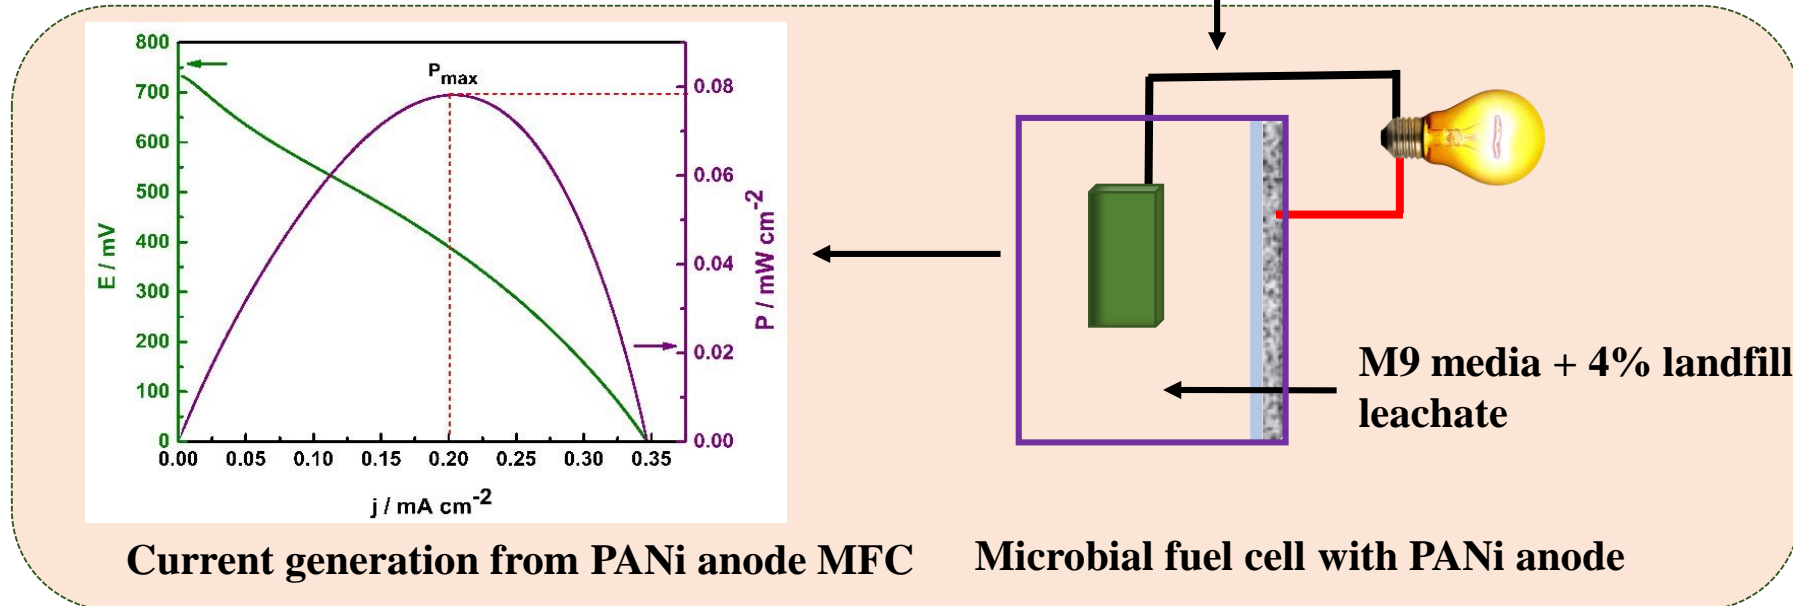 800
700
600
500
400
300
200
100
0
E / mV
P_max
0.08
0.06
0.04
0.02
0.00
P / mW cm⁻²
0.00 0.05 0.10 0.15 0.20 0.25 0.30 0.35
j / mA cm⁻²
M9 media + 4% landfill
leachate
Current generation from PANi anode MFC
Microbial fuel cell with PANi anode